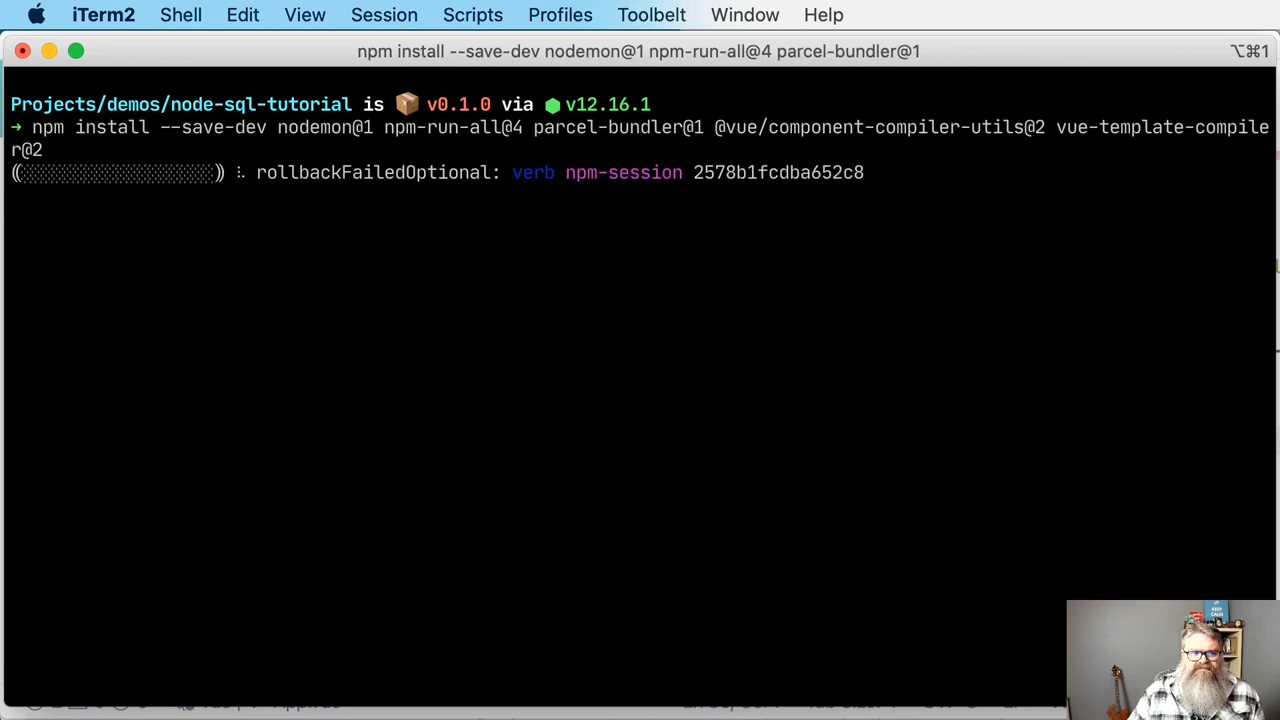 iTerm2 Shell Edit View Session Scripts Profiles Toolbelt Window Help
npm install --save-dev nodemon@1 npm-run-all@4 parcel-bundler@1 ⌥⌘1
Projects/demos/node-sql-tutorial is 📦 v0.1.0 via ⬢ v12.16.1
➜ npm install --save-dev nodemon@1 npm-run-all@4 parcel-bundler@1 @vue/component-compiler-utils@2 vue-template-compile
r@2
(░░░░░░░░░░░░░░░░░░) ⠧ rollbackFailedOptional: verb npm-session 2578b1fcdba652c8
KEEP
CALM